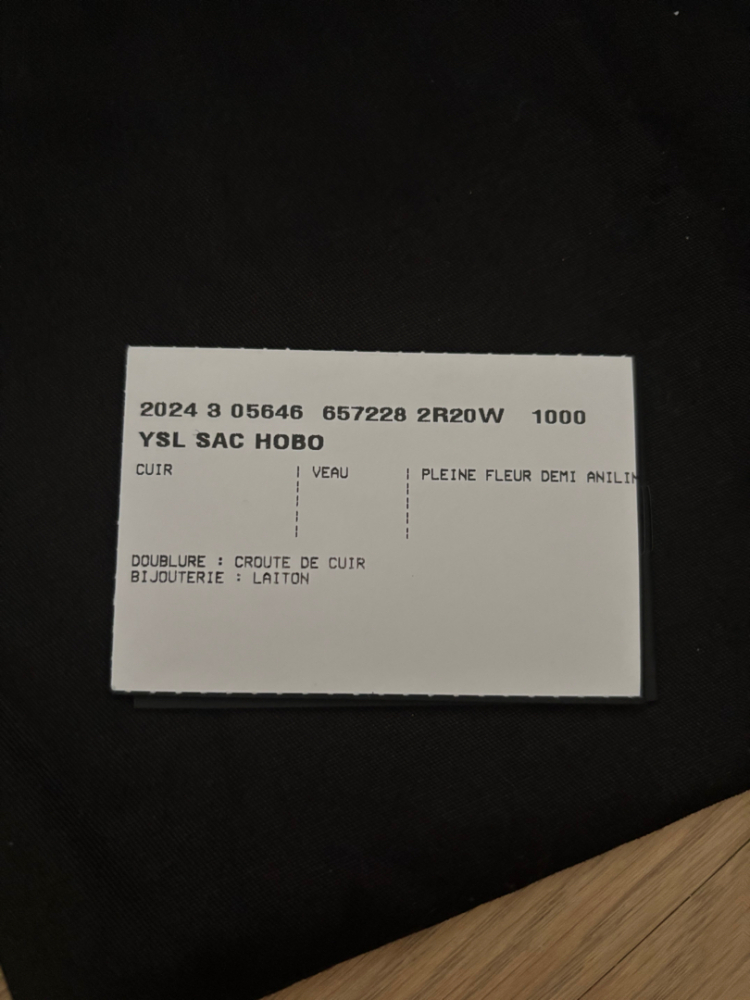 2024 3 05646 657228 2R20W 1000
YSL SAC HOBO
CUIR | VEAU | PLEINE FLEUR DEMI ANILIN
DOUBLURE : CROUTE DE CUIR
BIJOUTERIE : LAITON